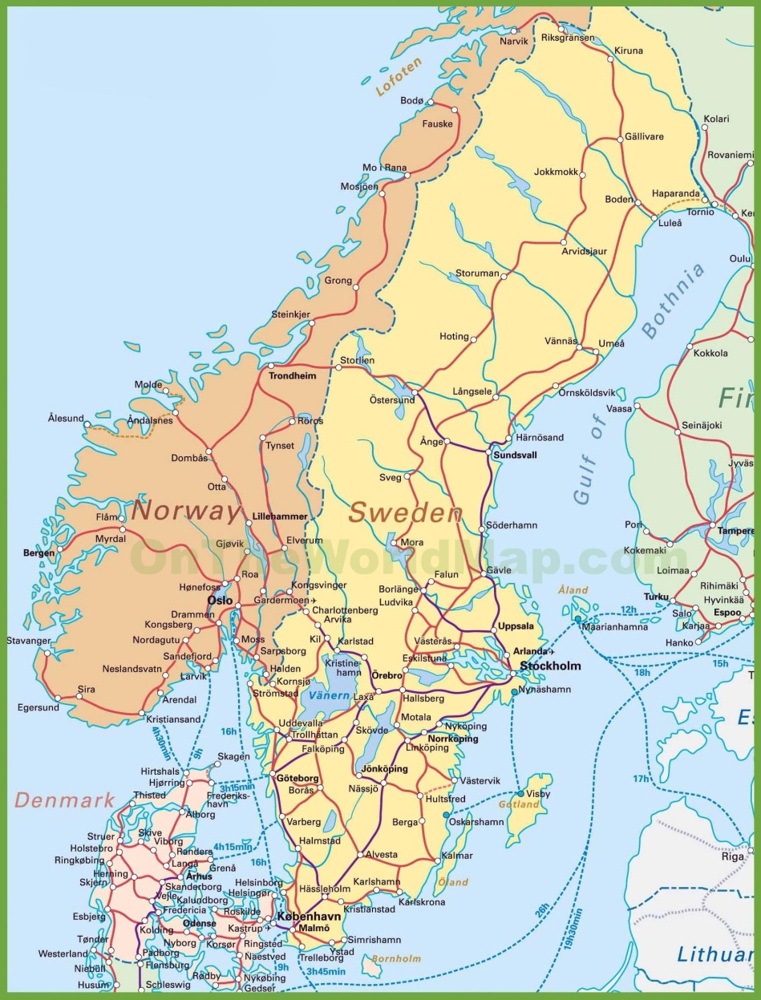 Narvik
Riksgränsen
Kiruna
Lofoten
Bodø
Fauske
Kolari
Gällivare
Rovaniemi
Mo i Rana
Jokkmokk
Mosjöen
Haparanda
Boden
Tornio
Luleå
Arvidsjaur
Oulu
Storuman
Grong
Gulf of Bothnia
Steinkjer
Hoting
Vännäs
Umeå
Kokkola
Storlien
Trondheim
Molde
Östersund
Långsele
Örnsköldsvik
Vaasa
Ålesund
Åndalsnes
Röros
Seinäjoki
Tynset
Ånge
Härnösand
Sundsvall
Dombås
Otta
Sveg
Norway
Sweden
Flåm
Lillehammer
Söderhamn
Pori
Tampere
Myrdal
Gjøvik
Elverum
Mora
Kokemaki
Bergen
OnTheWorldMap.com
Roa
Falun
Gävle
Loimaa
Hønefoss
Kongsvinger
Borlänge
Åland
Rihimäki
Oslo
Gardermoen
Ludvika
Turku
Hyvinkää
Drammen
Charlottenberg
12h
Salo
Espoo
Kongsberg
Arvika
Uppsala
Maarianhamna
Karjaa
Stavanger
Nordagutu
Moss
Kil
Karlstad
Västerås
Arlanda
Hanko
Sandefjord
Sarpsborg
Kristine-
hamn
Eskilstuna
Stockholm
15h
Neslandsvatn
Larvik
Halden
Örebro
18h
Kornsjø
Sira
Strömstad
Vänern
Laxå
Hallsberg
Nynäshamn
Egersund
Arendal
Kristiansand
Motala
Nyköping
4h30min
9h
16h
Uddevalla
Trollhättan
Skövde
Norrköping
Falköping
Linköping
Skagen
Hirtshals
Hjørring
3h15min
Göteborg
Jönköping
Västervik
17h
Denmark
Thisted
Frederiks-
havn
Borås
Nässjö
Hultsfred
Visby
Gotland
Ålborg
Varberg
Berga
Oskarshamn
Struer
Skive
Viborg
Halmstad
Holstebro
Randers
4h15min
Ringkøbing
Langå
Grenå
16h
Alvesta
Kalmar
Riga
Herning
Århus
Skjern
Skanderborg
Helsinborg
Hässleholm
Karlshamn
Öland
Vejle
Kalundborg
Helsingør
Karlskrona
Esbjerg
Fredericia
Roskilde
København
Kristianstad
26h
Kolding
Odense
Kastrup
Malmö
Tønder
Nyborg
Korsør
Ringsted
Simrishamn
19h30min
Westerland
Padborg
Naestved
Trelleborg
Ystad
Bornholm
Niebüll
Flensburg
9h
3h45min
Husum
Schleswig
Rødby
Nykøbing
Gedser